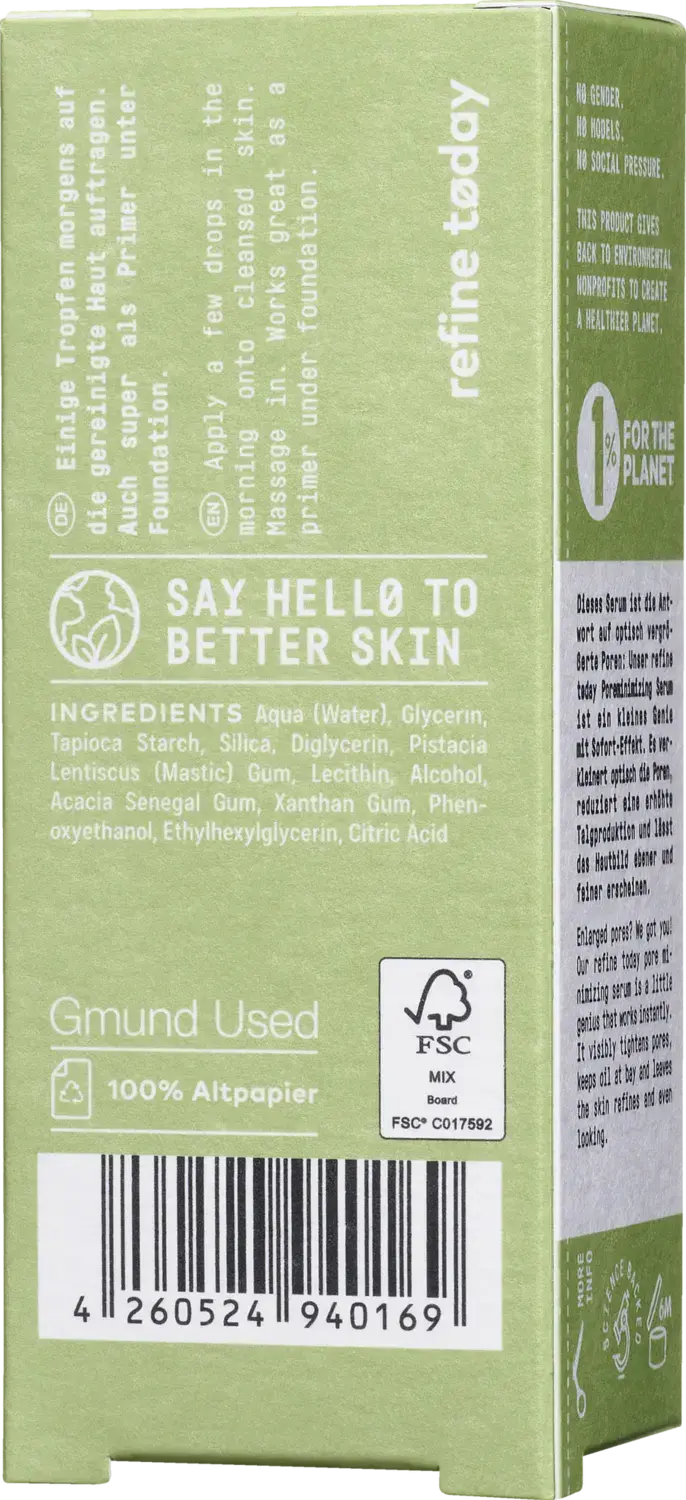 DE Einige Tropfen morgens auf
die gereinigte Haut auftragen.
Auch super als Primer unter
Foundation.
EN Apply a few drops in the
morning onto cleansed skin.
Massage in. Works great as a
primer under foundation.
refine tøday
SAY HELLØ TO
BETTER SKIN
INGREDIENTS Aqua (Water), Glycerin,
Tapioca Starch, Silica, Diglycerin, Pistacia
Lentiscus (Mastic) Gum, Lecithin, Alcohol,
Acacia Senegal Gum, Xanthan Gum, Phen-
oxyethanol, Ethylhexylglycerin, Citric Acid
Gmund Used
100% Altpapier
®
FSC
MIX
Board
FSC® C017592
4 260524 940169
NØ GENDER.
NØ MODELS.
NØ SOCIAL PRESSURE.
THIS PRODUCT GIVES
BACK TO ENVIRONMENTAL
NONPROFITS TO CREATE
A HEALTHIER PLANET.
1%
FOR THE
PLANET
Dieses Serum ist die Ant-
wort auf optisch vergrö-
ßerte Poren: Unser refine
today Poreminimizing Serum
ist ein kleines Genie
mit Sofort-Effekt. Es ver-
kleinert optisch die Poren,
reduziert eine erhöhte
Talgproduktion und lässt
das Hautbild ebener und
feiner erscheinen.
Enlarged pores? We got you!
Our refine today pore mi-
nimizing serum is a little
genius that works instantly.
It visibly tightens pores,
keeps oil at bay and leaves
the skin refines and even
looking.
MORE
INFO
SCIENCE BACKED
6M